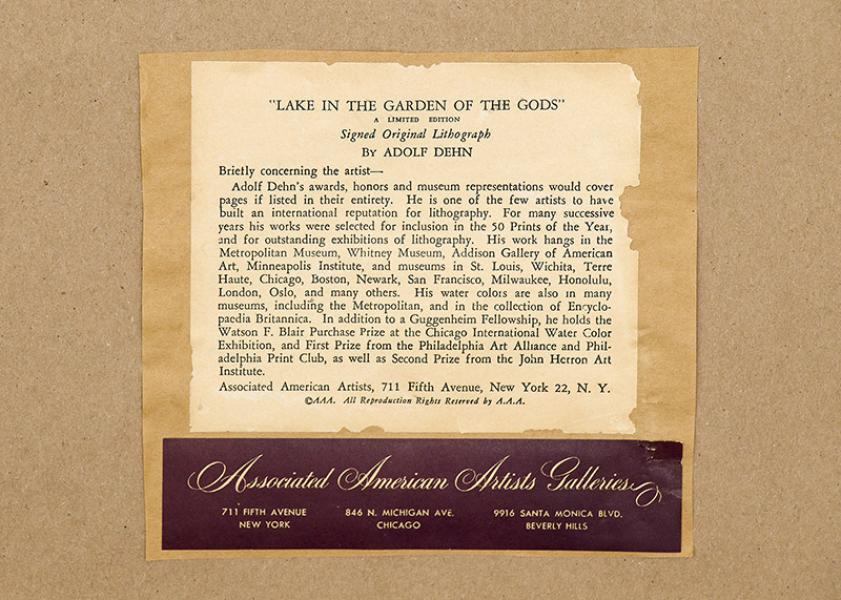 "LAKE IN THE GARDEN OF THE GODS"
A LIMITED EDITION
Signed Original Lithograph
By ADOLF DEHN
Briefly concerning the artist—
Adolf Dehn's awards, honors and museum representations would cover
pages if listed in their entirety. He is one of the few artists to have
built an international reputation for lithography. For many successive
years his works were selected for inclusion in the 50 Prints of the Year,
and for outstanding exhibitions of lithography. His work hangs in the
Metropolitan Museum, Whitney Museum, Addison Gallery of American
Art, Minneapolis Institute, and museums in St. Louis, Wichita, Terre
Haute, Chicago, Boston, Newark, San Francisco, Milwaukee, Honolulu,
London, Oslo, and many others. His water colors are also in many
museums, including the Metropolitan, and in the collection of Encyclo-
paedia Britannica. In addition to a Guggenheim Fellowship, he holds the
Watson F. Blair Purchase Prize at the Chicago International Water Color
Exhibition, and First Prize from the Philadelphia Art Alliance and Phil-
adelphia Print Club, as well as Second Prize from the John Herron Art
Institute.
Associated American Artists, 711 Fifth Avenue, New York 22, N. Y.
©AAA. All Reproduction Rights Reserved by A.A.A.
Associated American Artists Galleries
711 FIFTH AVENUE 846 N. MICHIGAN AVE. 9916 SANTA MONICA BLVD.
NEW YORK CHICAGO BEVERLY HILLS